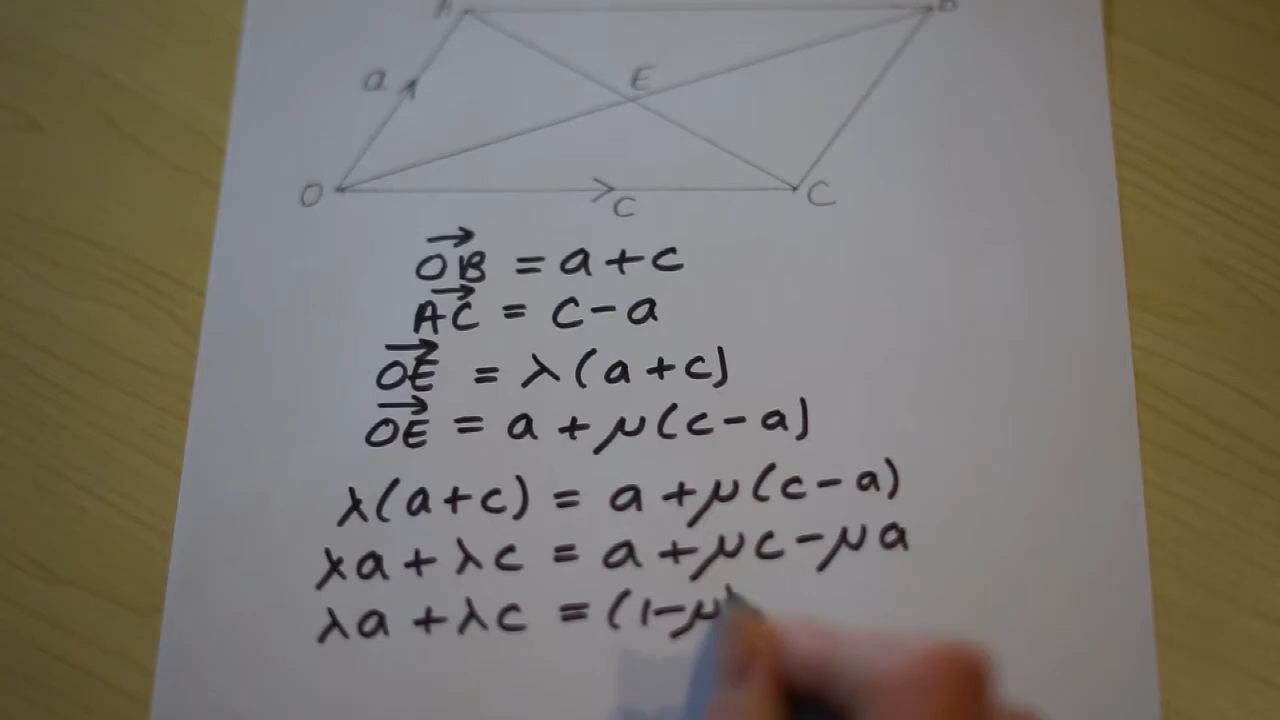 A B
a E
O C
c
OB = a + c
AC = c - a
OE = λ(a + c)
OE = a + μ(c - a)
λ(a + c) = a + μ(c - a)
λa + λc = a + μc - μa
λa + λc = (1 - μ)